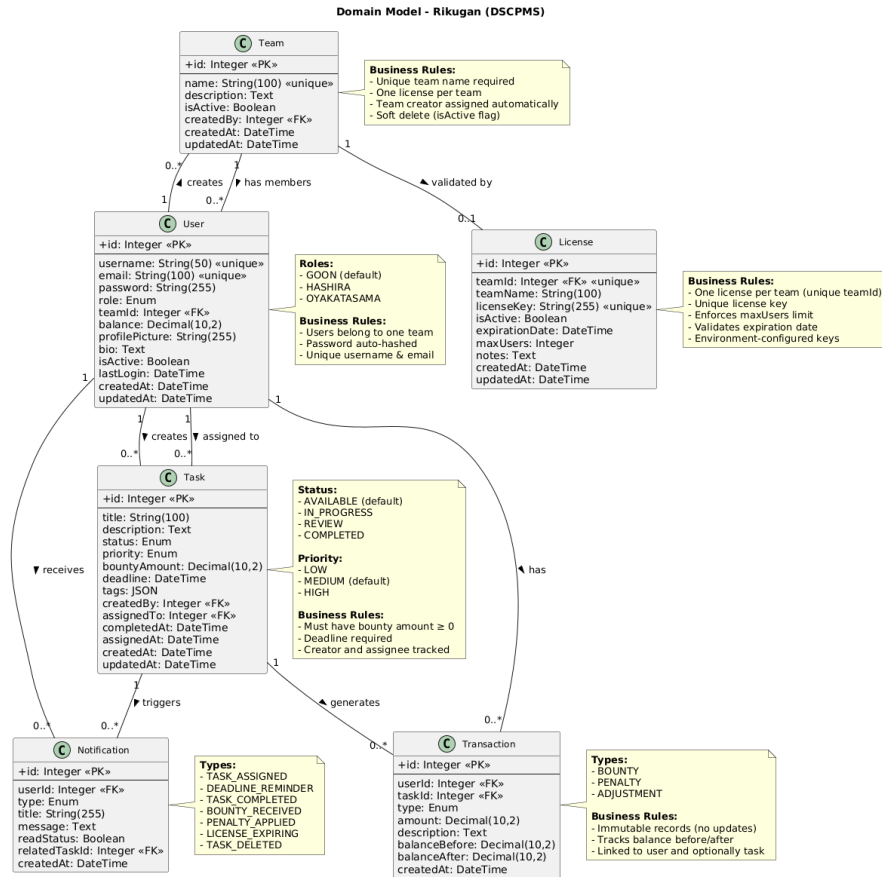 Domain Model - Rikugan (DSCPMS)
C Team
+id: Integer «PK»
name: String(100) «unique»
description: Text
isActive: Boolean
createdBy: Integer «FK»
createdAt: DateTime
updatedAt: DateTime
Business Rules:
- Unique team name required
- One license per team
- Team creator assigned automatically
- Soft delete (isActive flag)
0..*
1
1
creates
has members
validated by
1
0..*
0..1
C User
+id: Integer «PK»
username: String(50) «unique»
email: String(100) «unique»
password: String(255)
role: Enum
teamId: Integer «FK»
balance: Decimal(10,2)
profilePicture: String(255)
bio: Text
isActive: Boolean
lastLogin: DateTime
createdAt: DateTime
updatedAt: DateTime
Roles:
- GOON (default)
- HASHIRA
- OYAKATASAMA
Business Rules:
- Users belong to one team
- Password auto-hashed
- Unique username & email
C License
+id: Integer «PK»
teamId: Integer «FK» «unique»
teamName: String(100)
licenseKey: String(255) «unique»
isActive: Boolean
expirationDate: DateTime
maxUsers: Integer
notes: Text
createdAt: DateTime
updatedAt: DateTime
Business Rules:
- One license per team (unique teamId)
- Unique license key
- Enforces maxUsers limit
- Validates expiration date
- Environment-configured keys
1
1
1
1
creates
assigned to
0..*
0..*
C Task
+id: Integer «PK»
title: String(100)
description: Text
status: Enum
priority: Enum
bountyAmount: Decimal(10,2)
deadline: DateTime
tags: JSON
createdBy: Integer «FK»
assignedTo: Integer «FK»
completedAt: DateTime
assignedAt: DateTime
createdAt: DateTime
updatedAt: DateTime
Status:
- AVAILABLE (default)
- IN_PROGRESS
- REVIEW
- COMPLETED
Priority:
- LOW
- MEDIUM (default)
- HIGH
Business Rules:
- Must have bounty amount ≥ 0
- Deadline required
- Creator and assignee tracked
receives
has
1
1
triggers
generates
0..*
0..*
0..*
0..*
C Notification
+id: Integer «PK»
userId: Integer «FK»
type: Enum
title: String(255)
message: Text
readStatus: Boolean
relatedTaskId: Integer «FK»
createdAt: DateTime
Types:
- TASK_ASSIGNED
- DEADLINE_REMINDER
- TASK_COMPLETED
- BOUNTY_RECEIVED
- PENALTY_APPLIED
- LICENSE_EXPIRING
- TASK_DELETED
C Transaction
+id: Integer «PK»
userId: Integer «FK»
taskId: Integer «FK»
type: Enum
amount: Decimal(10,2)
description: Text
balanceBefore: Decimal(10,2)
balanceAfter: Decimal(10,2)
createdAt: DateTime
Types:
- BOUNTY
- PENALTY
- ADJUSTMENT
Business Rules:
- Immutable records (no updates)
- Tracks balance before/after
- Linked to user and optionally task